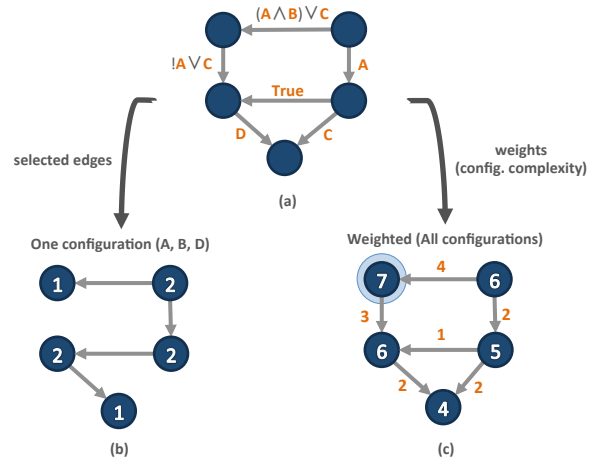 (A ∧ B) ∨ C
!A ∨ C
A
True
D
C
selected edges
weights
(config. complexity)
(a)
One configuration (A, B, D)
1
2
2
2
1
(b)
Weighted (All configurations)
7
4
6
3
2
6
1
5
2
2
4
(c)